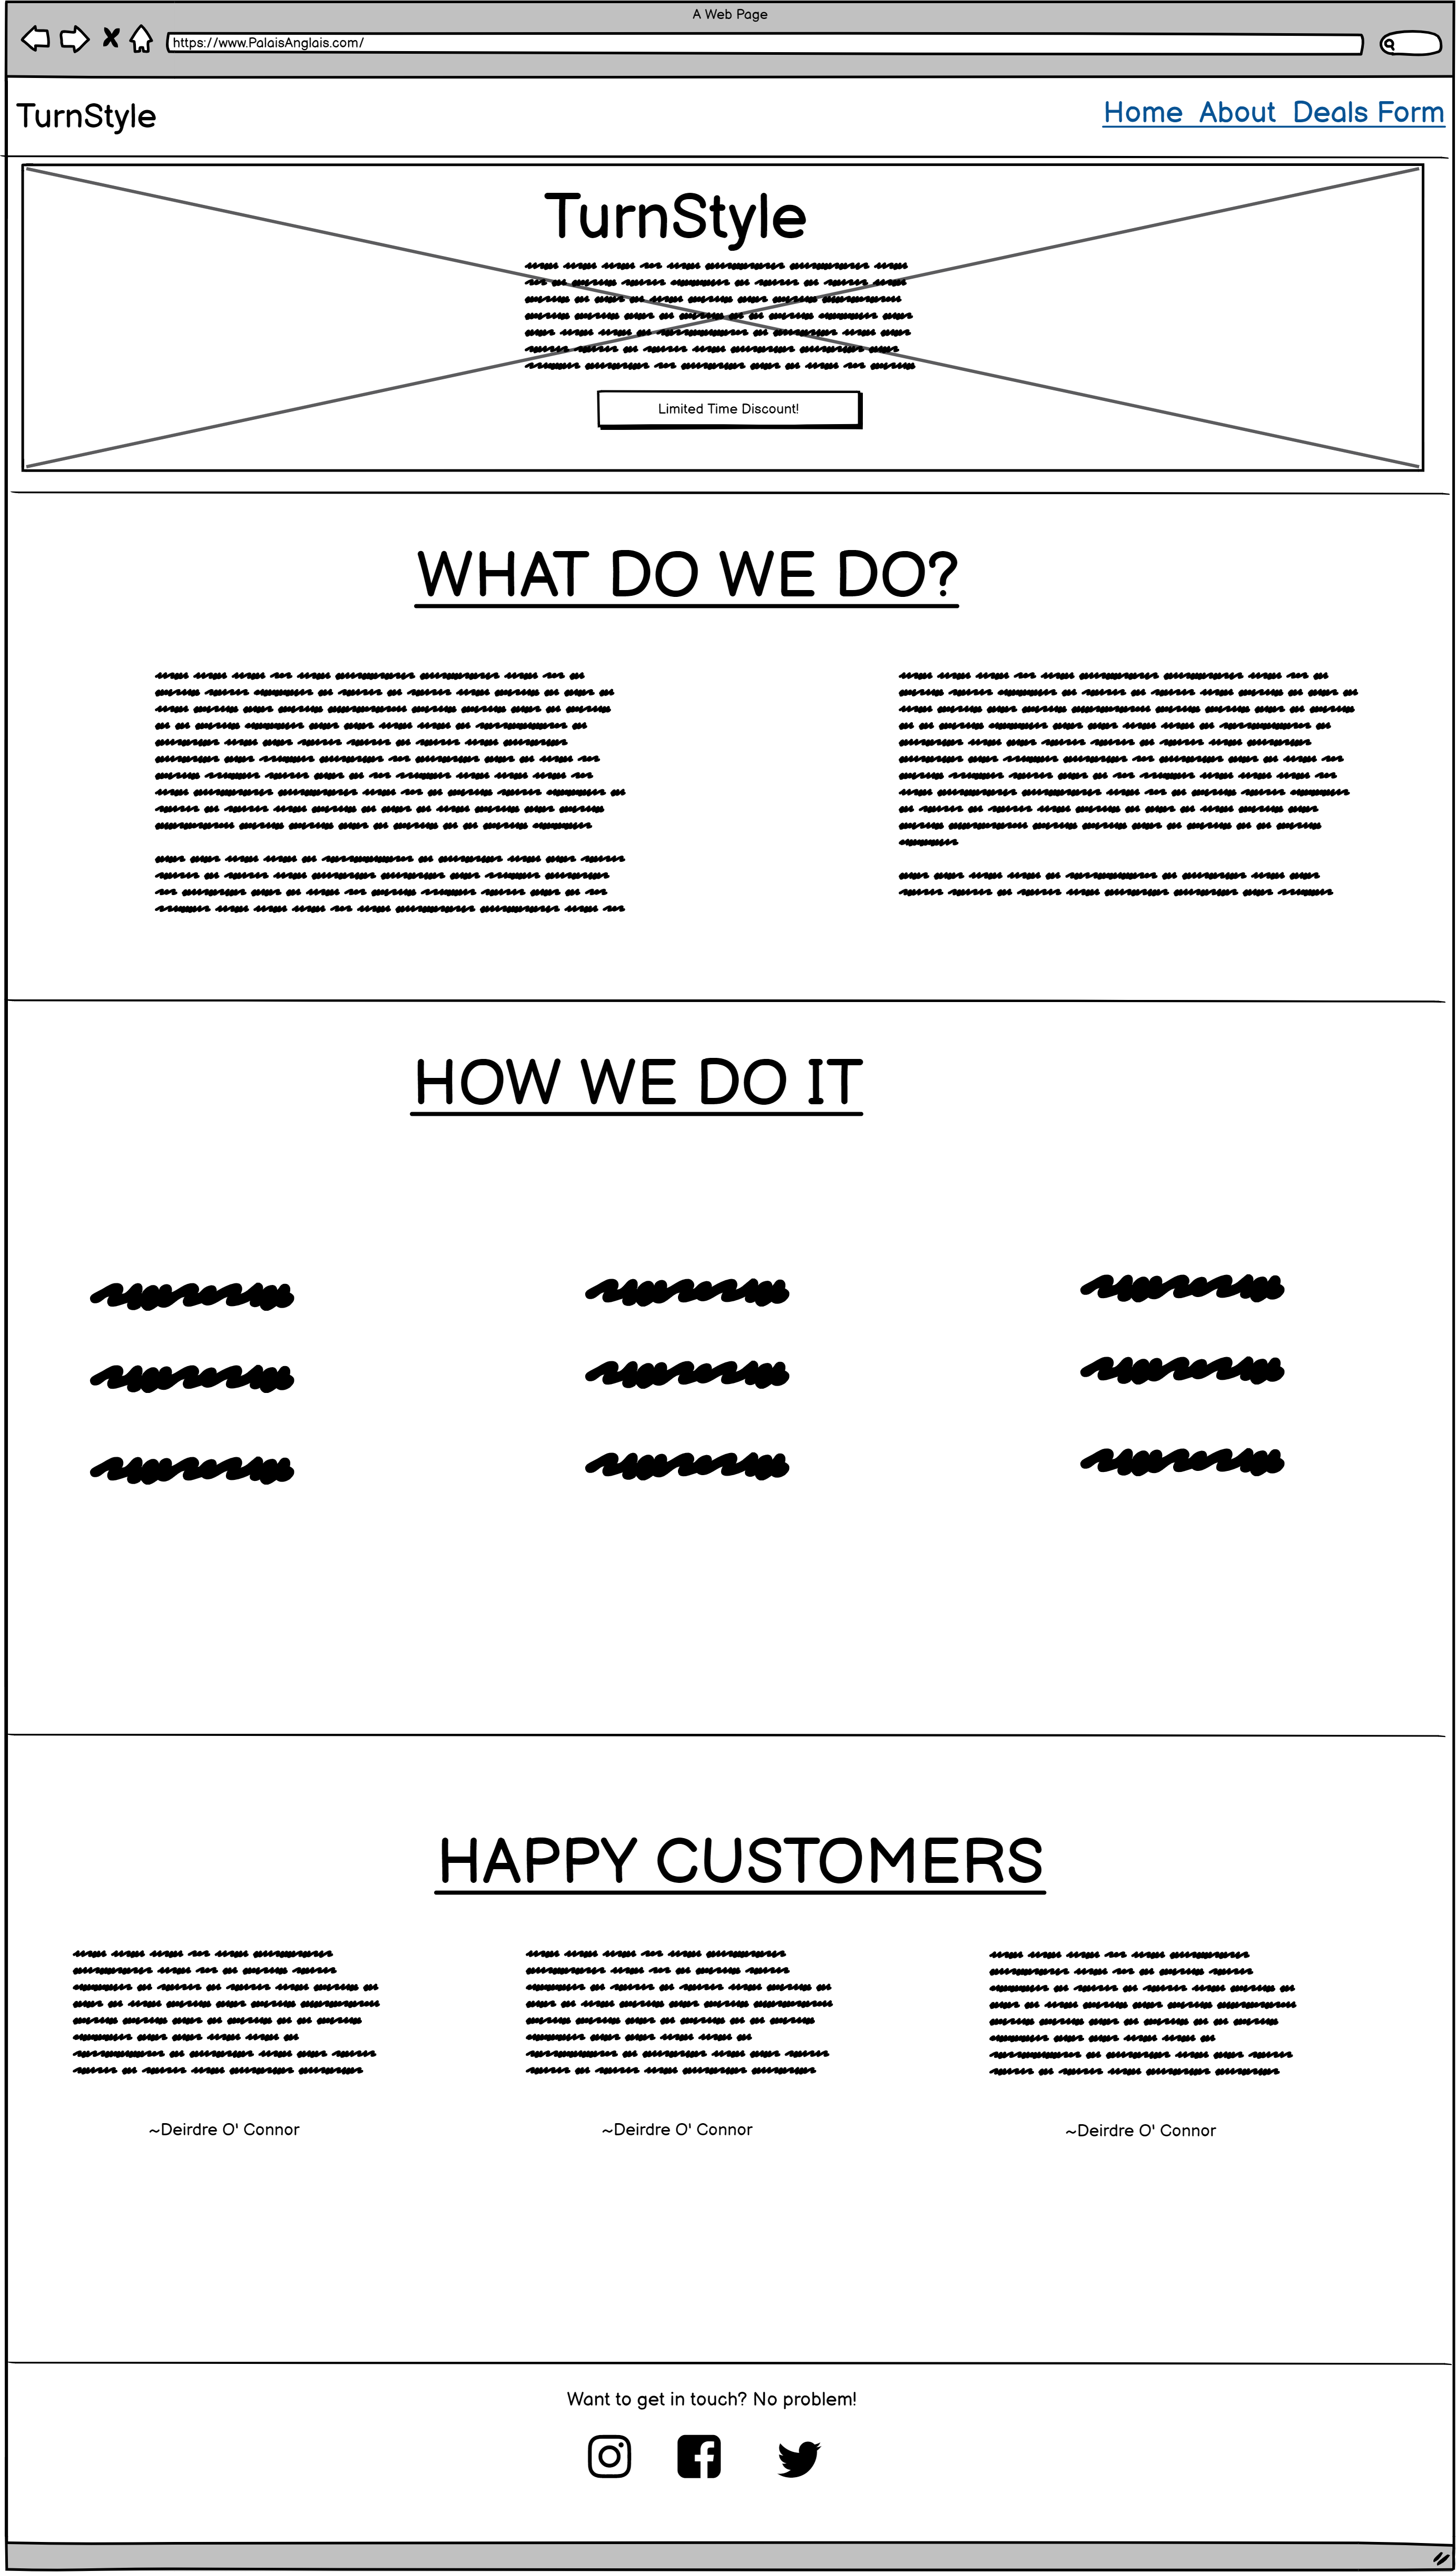 A Web Page
https://www.PalaisAnglais.com/
TurnStyle
Home About Deals Form
TurnStyle
Limited Time Discount!
WHAT DO WE DO?
HOW WE DO IT
HAPPY CUSTOMERS
~Deirdre O' Connor
~Deirdre O' Connor
~Deirdre O' Connor
Want to get in touch? No problem!